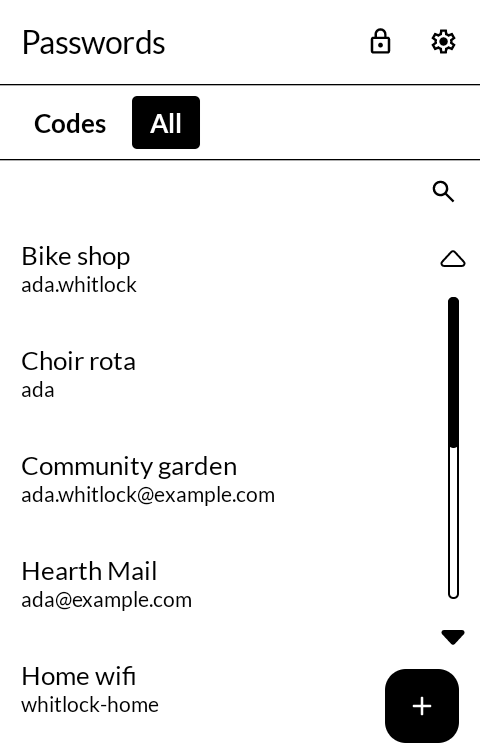 Passwords
Codes All
Bike shop
ada.whitlock
Choir rota
ada
Community garden
ada.whitlock@example.com
Hearth Mail
ada@example.com
Home wifi
whitlock-home